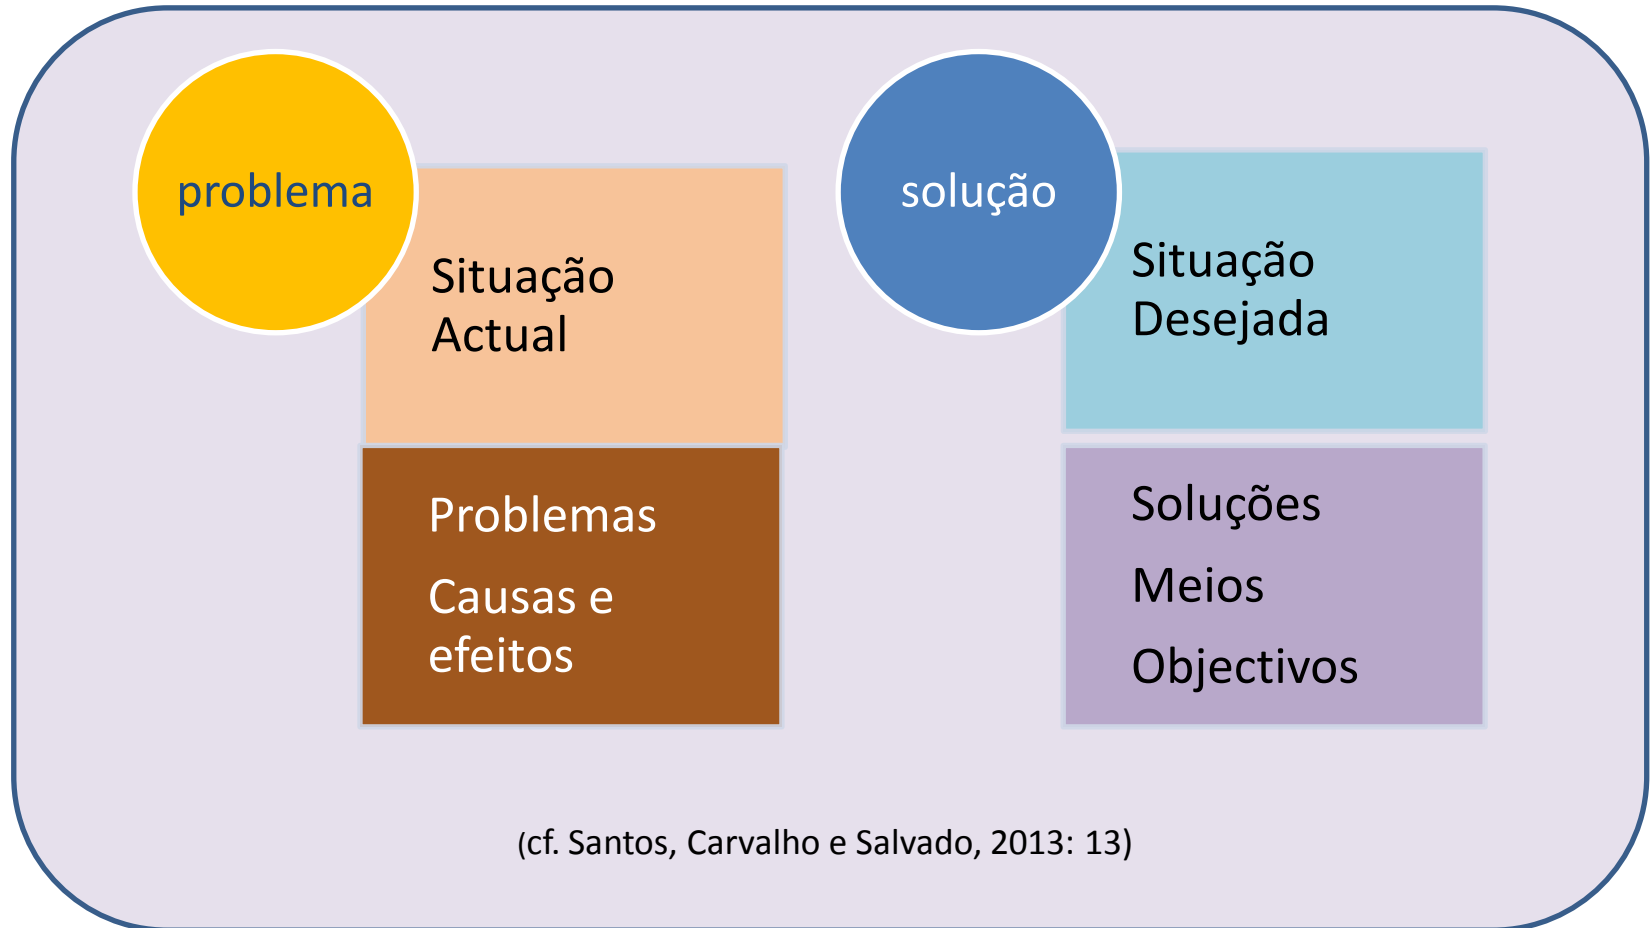 problema
Situação
Actual
Problemas
Causas e
efeitos
solução
Situação
Desejada
Soluções
Meios
Objectivos
(cf. Santos, Carvalho e Salvado, 2013: 13)